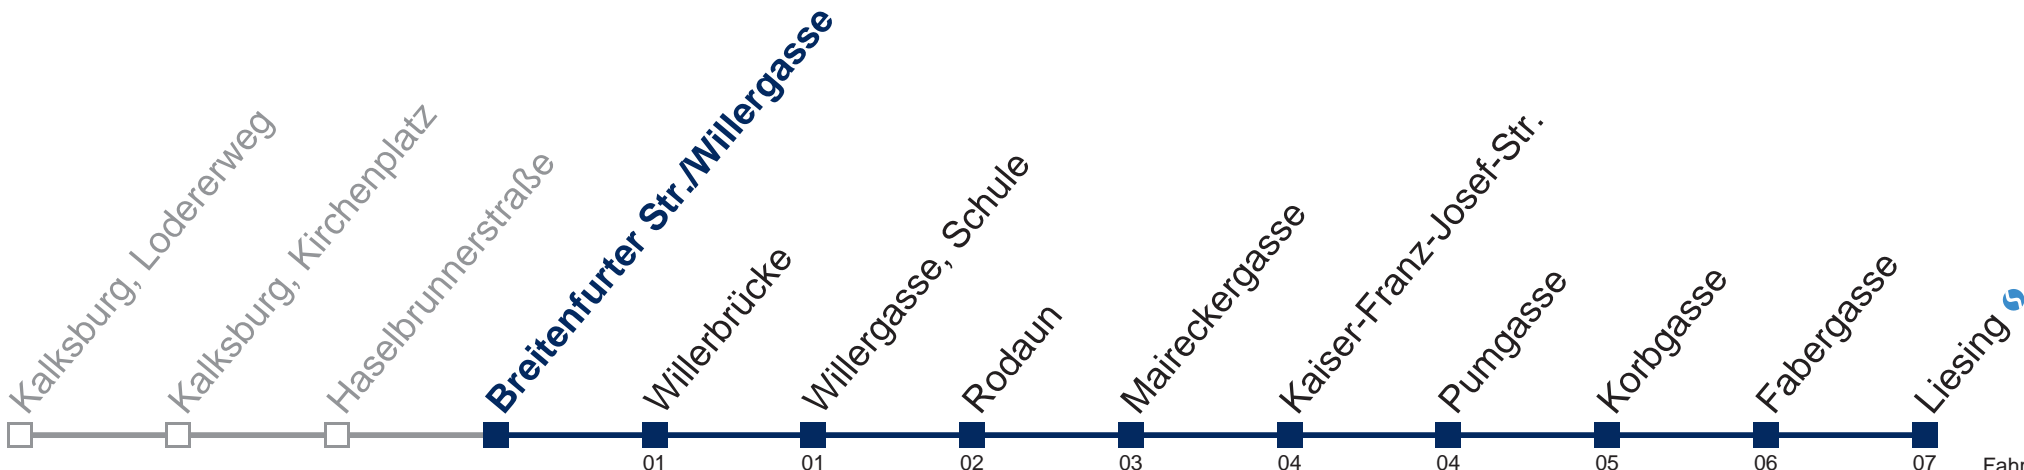 Kalksburg, Lodererweg
Kalksburg, Kirchenplatz
Haselbrunnerstraße
Breitenfurter Str./Willergasse
Willerbrücke
Willergasse, Schule
Rodaun
Maireckergasse
Kaiser-Franz-Josef-Str.
Pumgasse
Korbgasse
Fabergasse
Liesing
01 01 02 03 04 04 05 06 07 Fahr